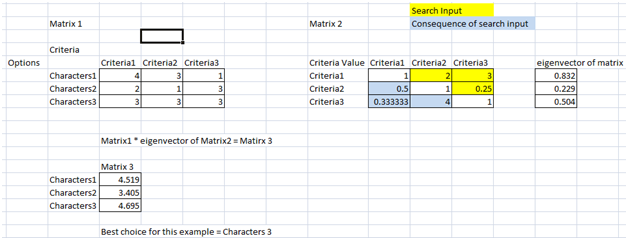 Search Input
Matrix 1 Matrix 2 Consequence of search input
Criteria
Options Criteria1 Criteria2 Criteria3 Criteria Value Criteria1 Criteria2 Criteria3 eigenvector of matrix
Characters1 4 3 1 Criteria1 1 2 3 0.832
Characters2 2 1 3 Criteria2 0.5 1 0.25 0.229
Characters3 3 3 3 Criteria3 0.333333 4 1 0.504
Matrix1 * eigenvector of Matrix2 = Matirx 3
Matrix 3
Characters1 4.519
Characters2 3.405
Characters3 4.695
Best choice for this example = Characters 3